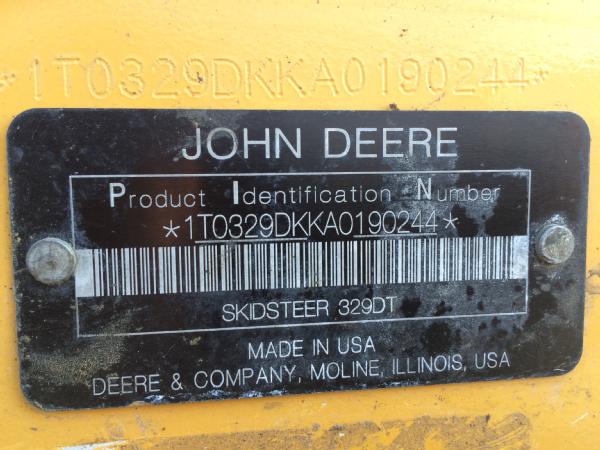 *1T0329DKKA0190244*
JOHN DEERE
Product Identification Number
*1T0329DKKA0190244*
SKIDSTEER 329DT
MADE IN USA
DEERE & COMPANY, MOLINE, ILLINOIS, USA